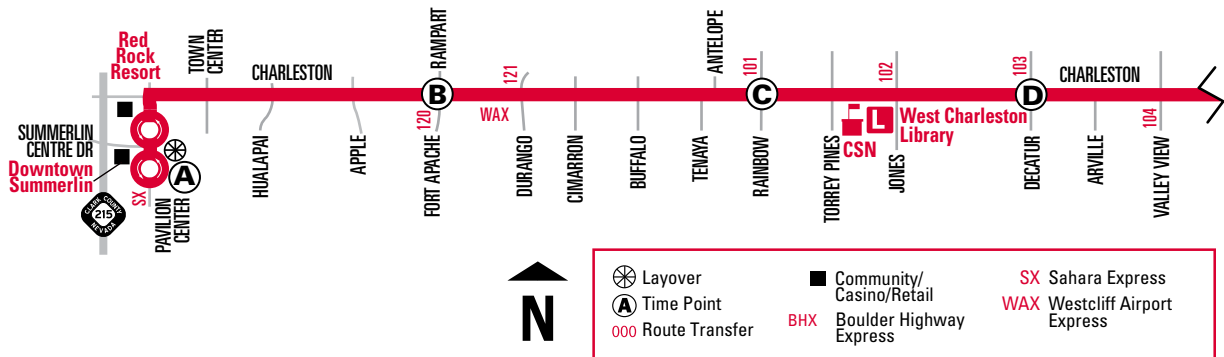 Red
Rock
Resort
TOWN
CENTER
CHARLESTON
RAMPART
B
120
121
WAX
ANTELOPE
101
C
102
103
D
CHARLESTON
104
SUMMERLIN
CENTRE DR
Downtown
Summerlin
A
SX
CLARK COUNTY
215
NEVADA
PAVILION
CENTER
HUALAPAI
APPLE
FORT APACHE
DURANGO
CIMARRON
BUFFALO
TENAYA
RAINBOW
TORREY PINES
CSN
L
West Charleston
Library
JONES
DECATUR
ARVILLE
VALLEY VIEW
N
Layover
A Time Point
000 Route Transfer
Community/
Casino/Retail
BHX Boulder Highway
Express
SX Sahara Express
WAX Westcliff Airport
Express